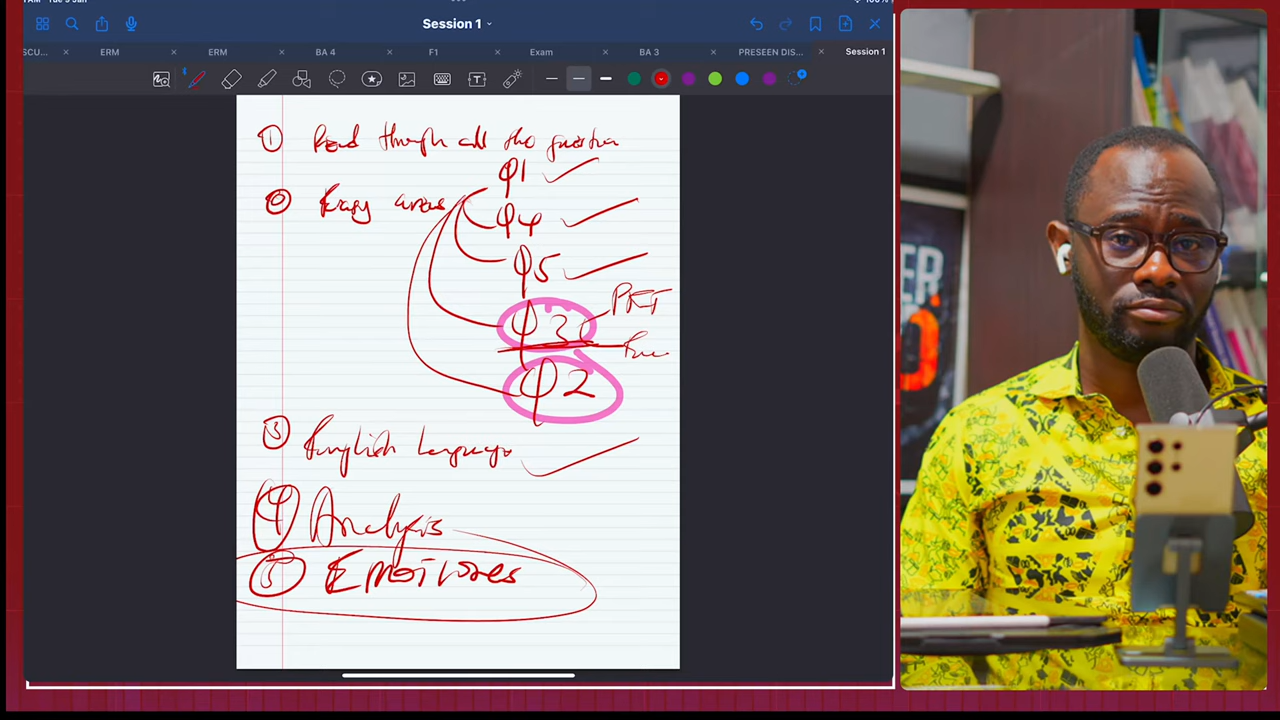 Session 1
SCU...
ERM
ERM
BA 4
F1
Exam
BA 3
PRESEEN DIS...
Session 1
① Read through all the question
② Easy areas
Q1
Q4
Q5
Q3
Q2
③ English Language
④ Analysis
⑤ Emotions